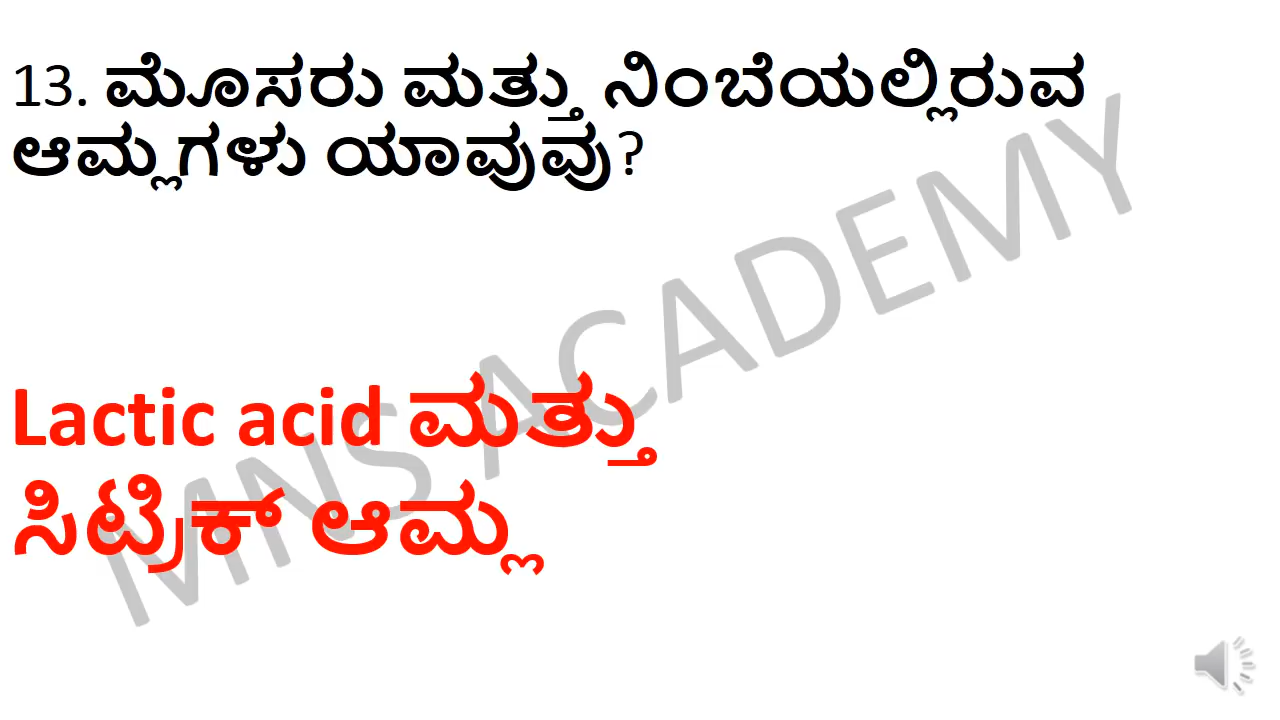 13. ಮೊಸರು ಮತ್ತು ನಿಂಬೆಯಲ್ಲಿರುವ
ಆಮ್ಲಗಳು ಯಾವುವು?
MNS ACADEMY
Lactic acid ಮತ್ತು
ಸಿಟ್ರಿಕ್ ಆಮ್ಲ